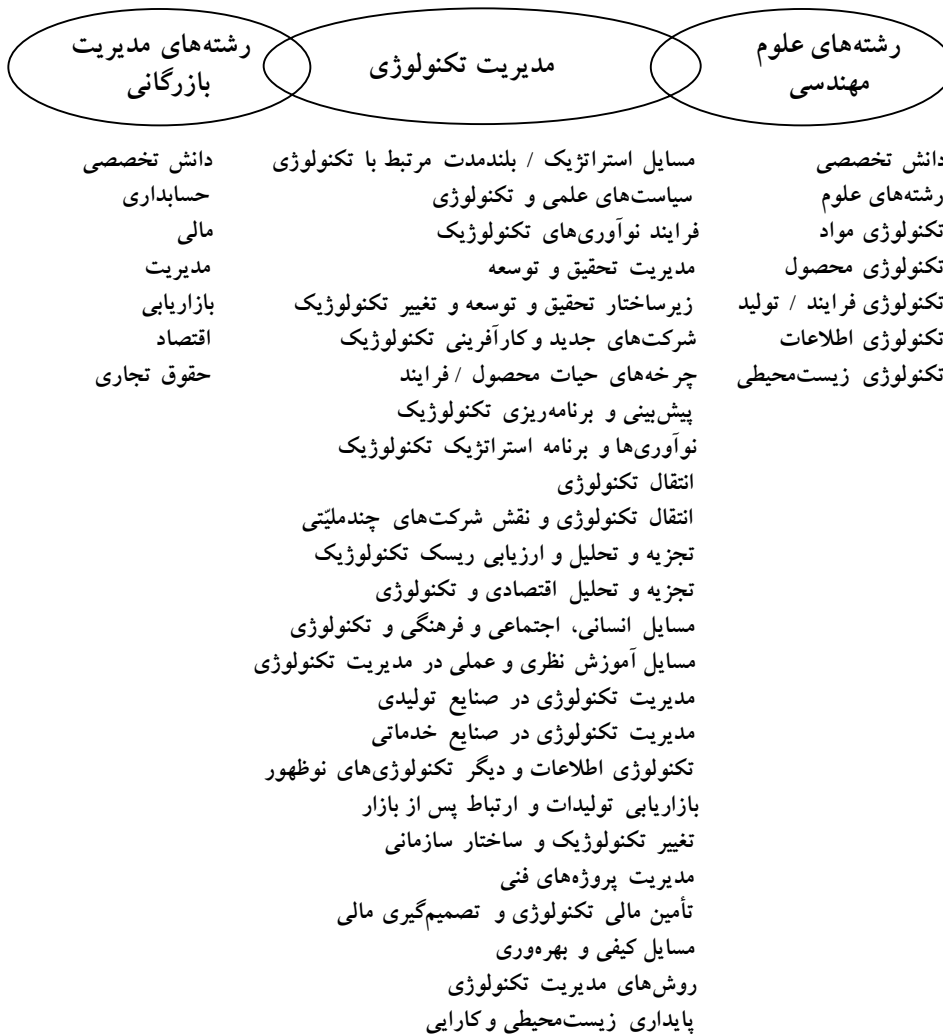 رشته‌های علوم
مهندسی
مدیریت تکنولوژی
رشته‌های مدیریت
بازرگانی
دانش تخصصی
رشته‌های علوم
تکنولوژی مواد
تکنولوژی محصول
تکنولوژی فرایند / تولید
تکنولوژی اطلاعات
تکنولوژی زیست‌محیطی
مسایل استراتژیک / بلندمدت مرتبط با تکنولوژی
سیاست‌های علمی و تکنولوژی
فرایند نوآوری‌های تکنولوژیک
مدیریت تحقیق و توسعه
زیرساختار تحقیق و توسعه و تغییر تکنولوژیک
شرکت‌های جدید و کارآفرینی تکنولوژیک
چرخه‌های حیات محصول / فرایند
پیش‌بینی و برنامه‌ریزی تکنولوژیک
نوآوری‌ها و برنامه استراتژیک تکنولوژیک
انتقال تکنولوژی
انتقال تکنولوژی و نقش شرکت‌های چندملیّتی
تجزیه و تحلیل و ارزیابی ریسک تکنولوژیک
تجزیه و تحلیل اقتصادی و تکنولوژی
مسایل انسانی، اجتماعی و فرهنگی و تکنولوژی
مسایل آموزش نظری و عملی در مدیریت تکنولوژی
مدیریت تکنولوژی در صنایع تولیدی
مدیریت تکنولوژی در صنایع خدماتی
تکنولوژی اطلاعات و دیگر تکنولوژی‌های نوظهور
بازاریابی تولیدات و ارتباط پس از بازار
تغییر تکنولوژیک و ساختار سازمانی
مدیریت پروژه‌های فنی
تأمین مالی تکنولوژی و تصمیم‌گیری مالی
مسایل کیفی و بهره‌وری
روش‌های مدیریت تکنولوژی
پایداری زیست‌محیطی و کارایی
دانش تخصصی
حسابداری
مالی
مدیریت
بازاریابی
اقتصاد
حقوق تجاری